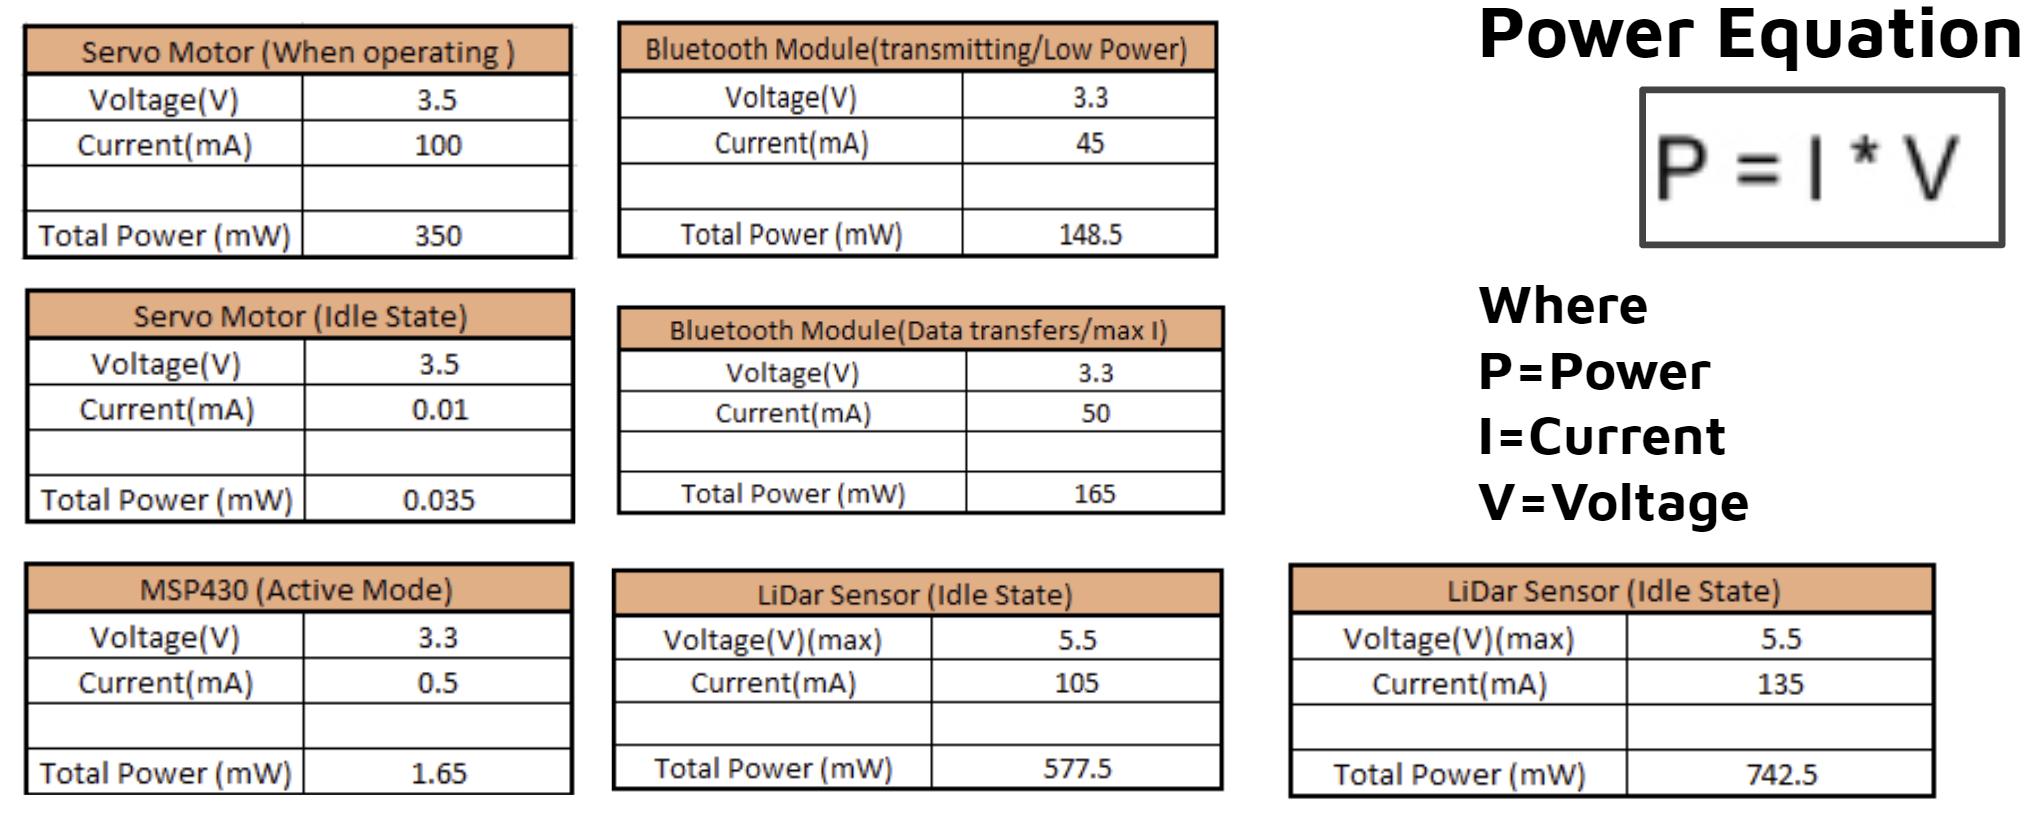 Servo Motor (When operating )
Voltage(V) 3.5
Current(mA) 100
Total Power (mW) 350
Bluetooth Module(transmitting/Low Power)
Voltage(V) 3.3
Current(mA) 45
Total Power (mW) 148.5
Power Equation
P = I * V
Servo Motor (Idle State)
Voltage(V) 3.5
Current(mA) 0.01
Total Power (mW) 0.035
Bluetooth Module(Data transfers/max I)
Voltage(V) 3.3
Current(mA) 50
Total Power (mW) 165
Where
P=Power
I=Current
V=Voltage
MSP430 (Active Mode)
Voltage(V) 3.3
Current(mA) 0.5
Total Power (mW) 1.65
LiDar Sensor (Idle State)
Voltage(V)(max) 5.5
Current(mA) 105
Total Power (mW) 577.5
LiDar Sensor (Idle State)
Voltage(V)(max) 5.5
Current(mA) 135
Total Power (mW) 742.5